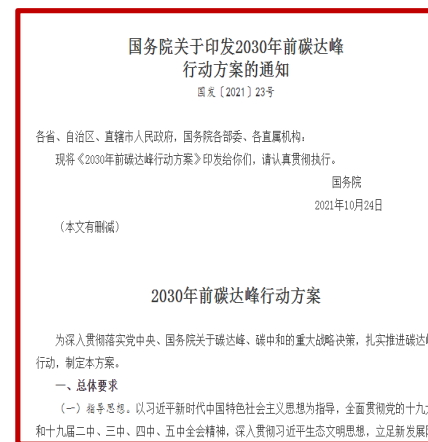 国务院关于印发2030年前碳达峰
行动方案的通知
国发〔2021〕23号
各省、自治区、直辖市人民政府，国务院各部委、各直属机构：
现将《2030年前碳达峰行动方案》印发给你们，请认真贯彻执行。
国务院
2021年10月24日
（本文有删减）
2030年前碳达峰行动方案
为深入贯彻落实党中央、国务院关于碳达峰、碳中和的重大战略决策，扎实推进碳达
行动，制定本方案。
一、总体要求
（一）指导思想。以习近平新时代中国特色社会主义思想为指导，全面贯彻党的十九
和十九届二中、三中、四中、五中全会精神，深入贯彻习近平生态文明思想，立足新发展